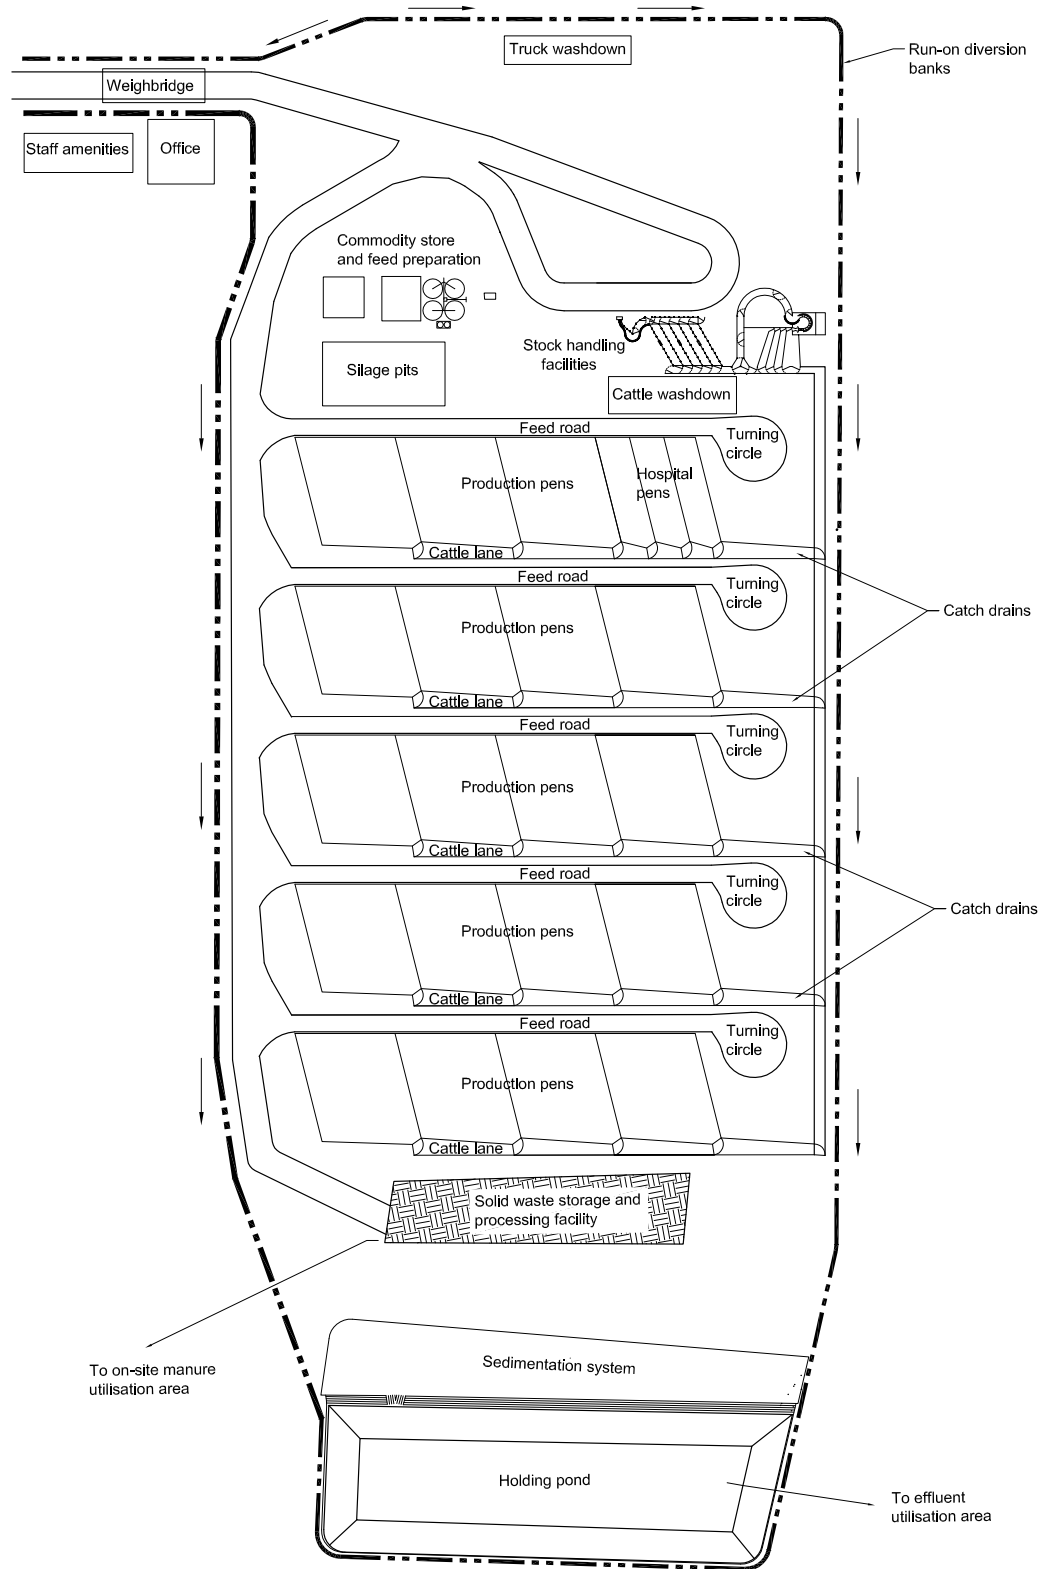 Truck washdown
Run-on diversion
banks
Weighbridge
Staff amenities
Office
Commodity store
and feed preparation
Stock handling
facilities
Silage pits
Cattle washdown
Feed road
Turning
circle
Hospital
pens
Production pens
Cattle lane
Feed road
Turning
circle
Catch drains
Production pens
Cattle lane
Feed road
Turning
circle
Production pens
Cattle lane
Feed road
Turning
circle
Catch drains
Production pens
Cattle lane
Feed road
Turning
circle
Production pens
Cattle lane
Solid waste storage and
processing facility
To on-site manure
utilisation area
Sedimentation system
Holding pond
To effluent
utilisation area